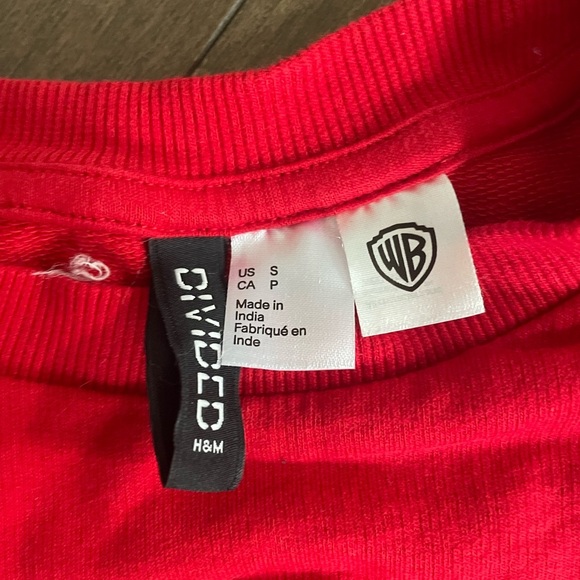 DIVIDED
H&M
US S
CA P
Made in
India
Fabriqué en
Inde
WB